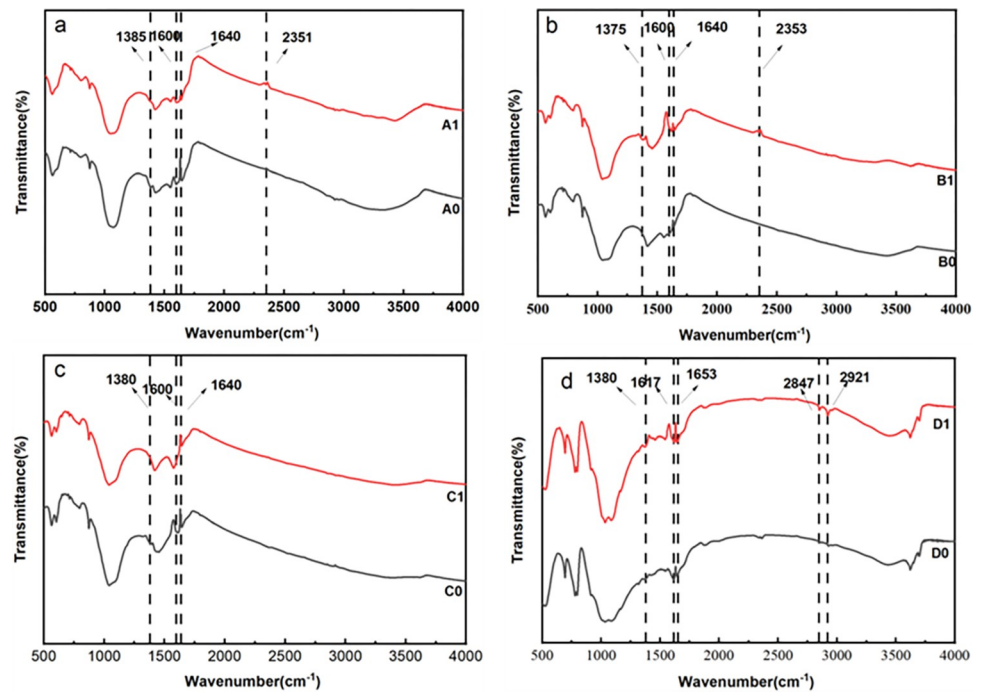 a
1385 1600 1640 2351
Transmittance(%)
A1
A0
500 1000 1500 2000 2500 3000 3500 4000
Wavenumber(cm⁻¹)
b
1375 1600 1640 2353
Transmittance(%)
B1
B0
500 1000 1500 2000 2500 3000 3500 4000
Wavenumber(cm⁻¹)
c
1380 1600 1640
Transmittance(%)
C1
C0
500 1000 1500 2000 2500 3000 3500 4000
Wavenumber(cm⁻¹)
d
1380 1617 1653 2847 2921
Transmittance(%)
D1
D0
500 1000 1500 2000 2500 3000 3500 4000
Wavenumber(cm⁻¹)